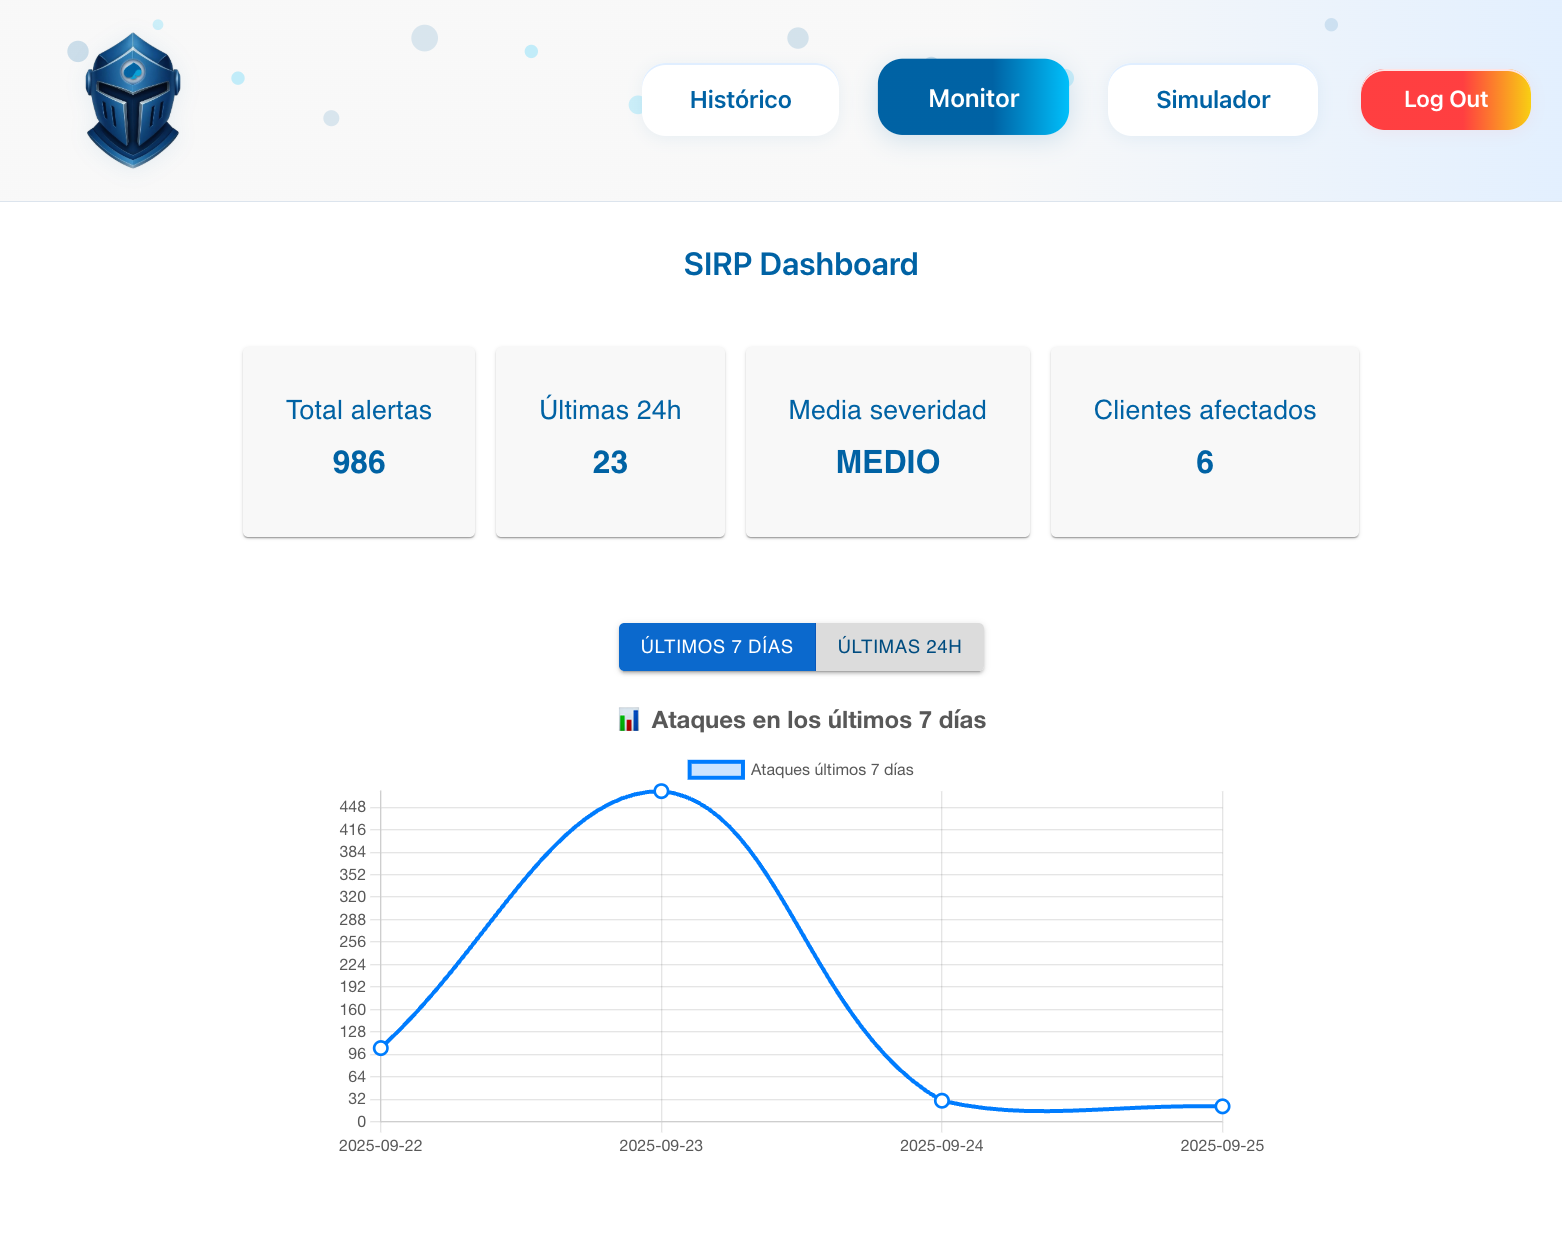 Histórico
Monitor
Simulador
Log Out
SIRP Dashboard
Total alertas
986
Últimas 24h
23
Media severidad
MEDIO
Clientes afectados
6
ÚLTIMOS 7 DÍAS
ÚLTIMAS 24H
📊 Ataques en los últimos 7 días
Ataques últimos 7 días
448
416
384
352
320
288
256
224
192
160
128
96
64
32
0
2025-09-22
2025-09-23
2025-09-24
2025-09-25